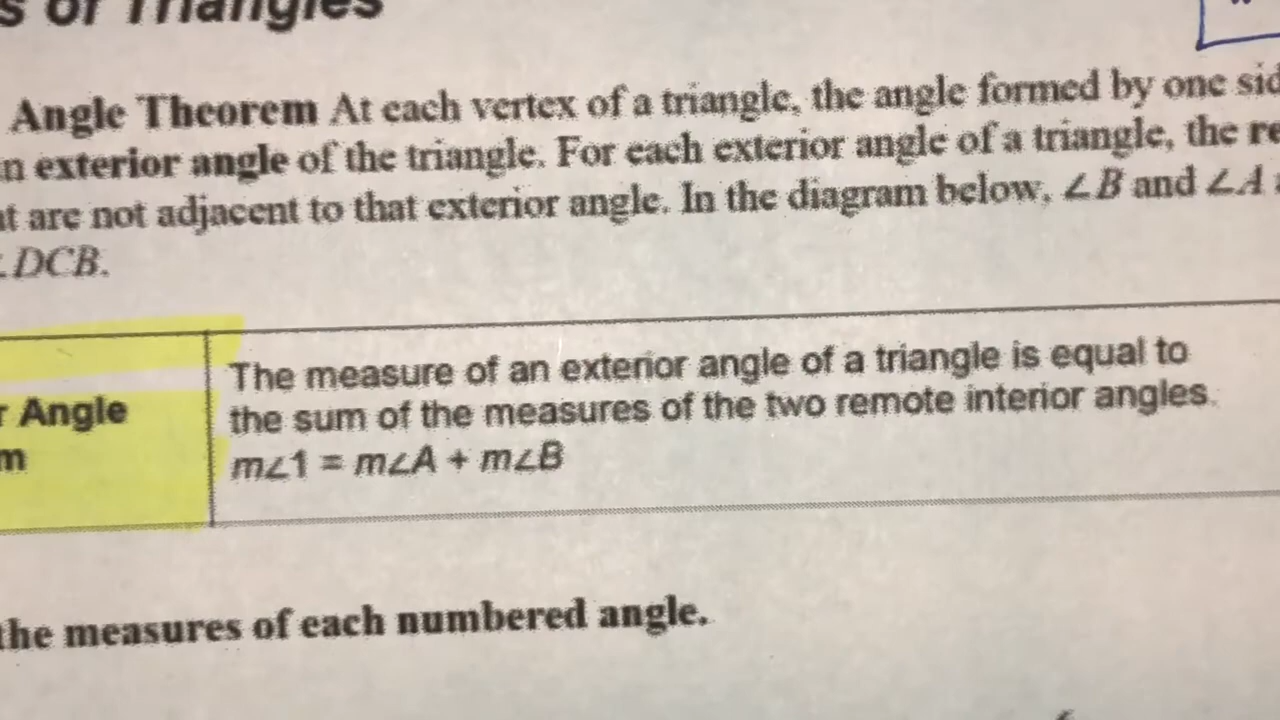 s of Triangles
Angle Theorem At each vertex of a triangle, the angle formed by one sid
n exterior angle of the triangle. For each exterior angle of a triangle, the re
at are not adjacent to that exterior angle. In the diagram below, ∠B and ∠A
∠DCB.
The measure of an exterior angle of a triangle is equal to
r Angle
the sum of the measures of the two remote interior angles.
m
m∠1 = m∠A + m∠B
the measures of each numbered angle.